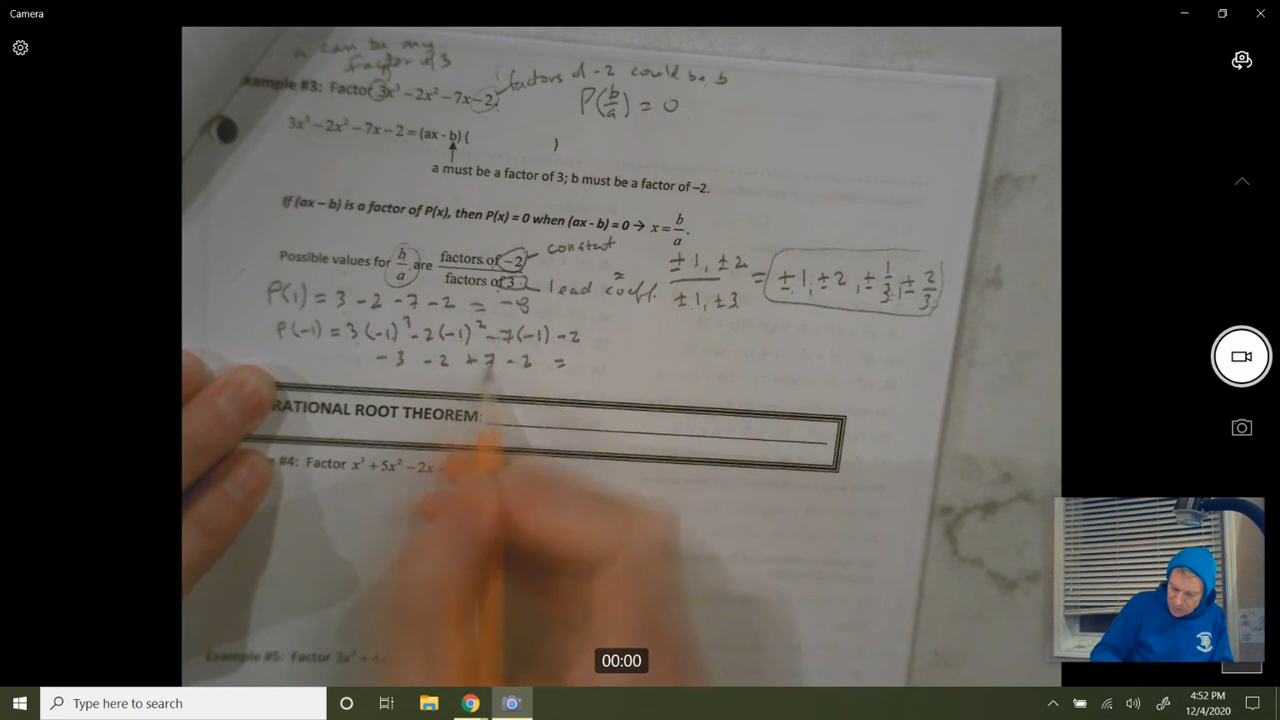 Camera
a can be any
factor of 3
factors of -2 could be b
Example #3: Factor 3x³ − 2x² − 7x − 2.
P(b/a) = 0
3x³ − 2x² − 7x − 2 = (ax - b) ( )
a must be a factor of 3; b must be a factor of −2.
If (ax − b) is a factor of P(x), then P(x) = 0 when (ax - b) = 0 → x = b/a.
Possible values for b/a are factors of −2 / factors of 3
constant
lead coeff. = ±1, ±2 / ±1, ±3 = ±1, ±2, ±1/3, ±2/3
P(1) = 3 - 2 - 7 - 2 = -8
P(-1) = 3(-1)³ - 2(-1)² - 7(-1) - 2
-3 - 2 + 7 - 2 =
RATIONAL ROOT THEOREM:
#4: Factor x³ + 5x² − 2x −
Example #5: Factor 3x³ +
00:00
Type here to search
4:52 PM
12/4/2020